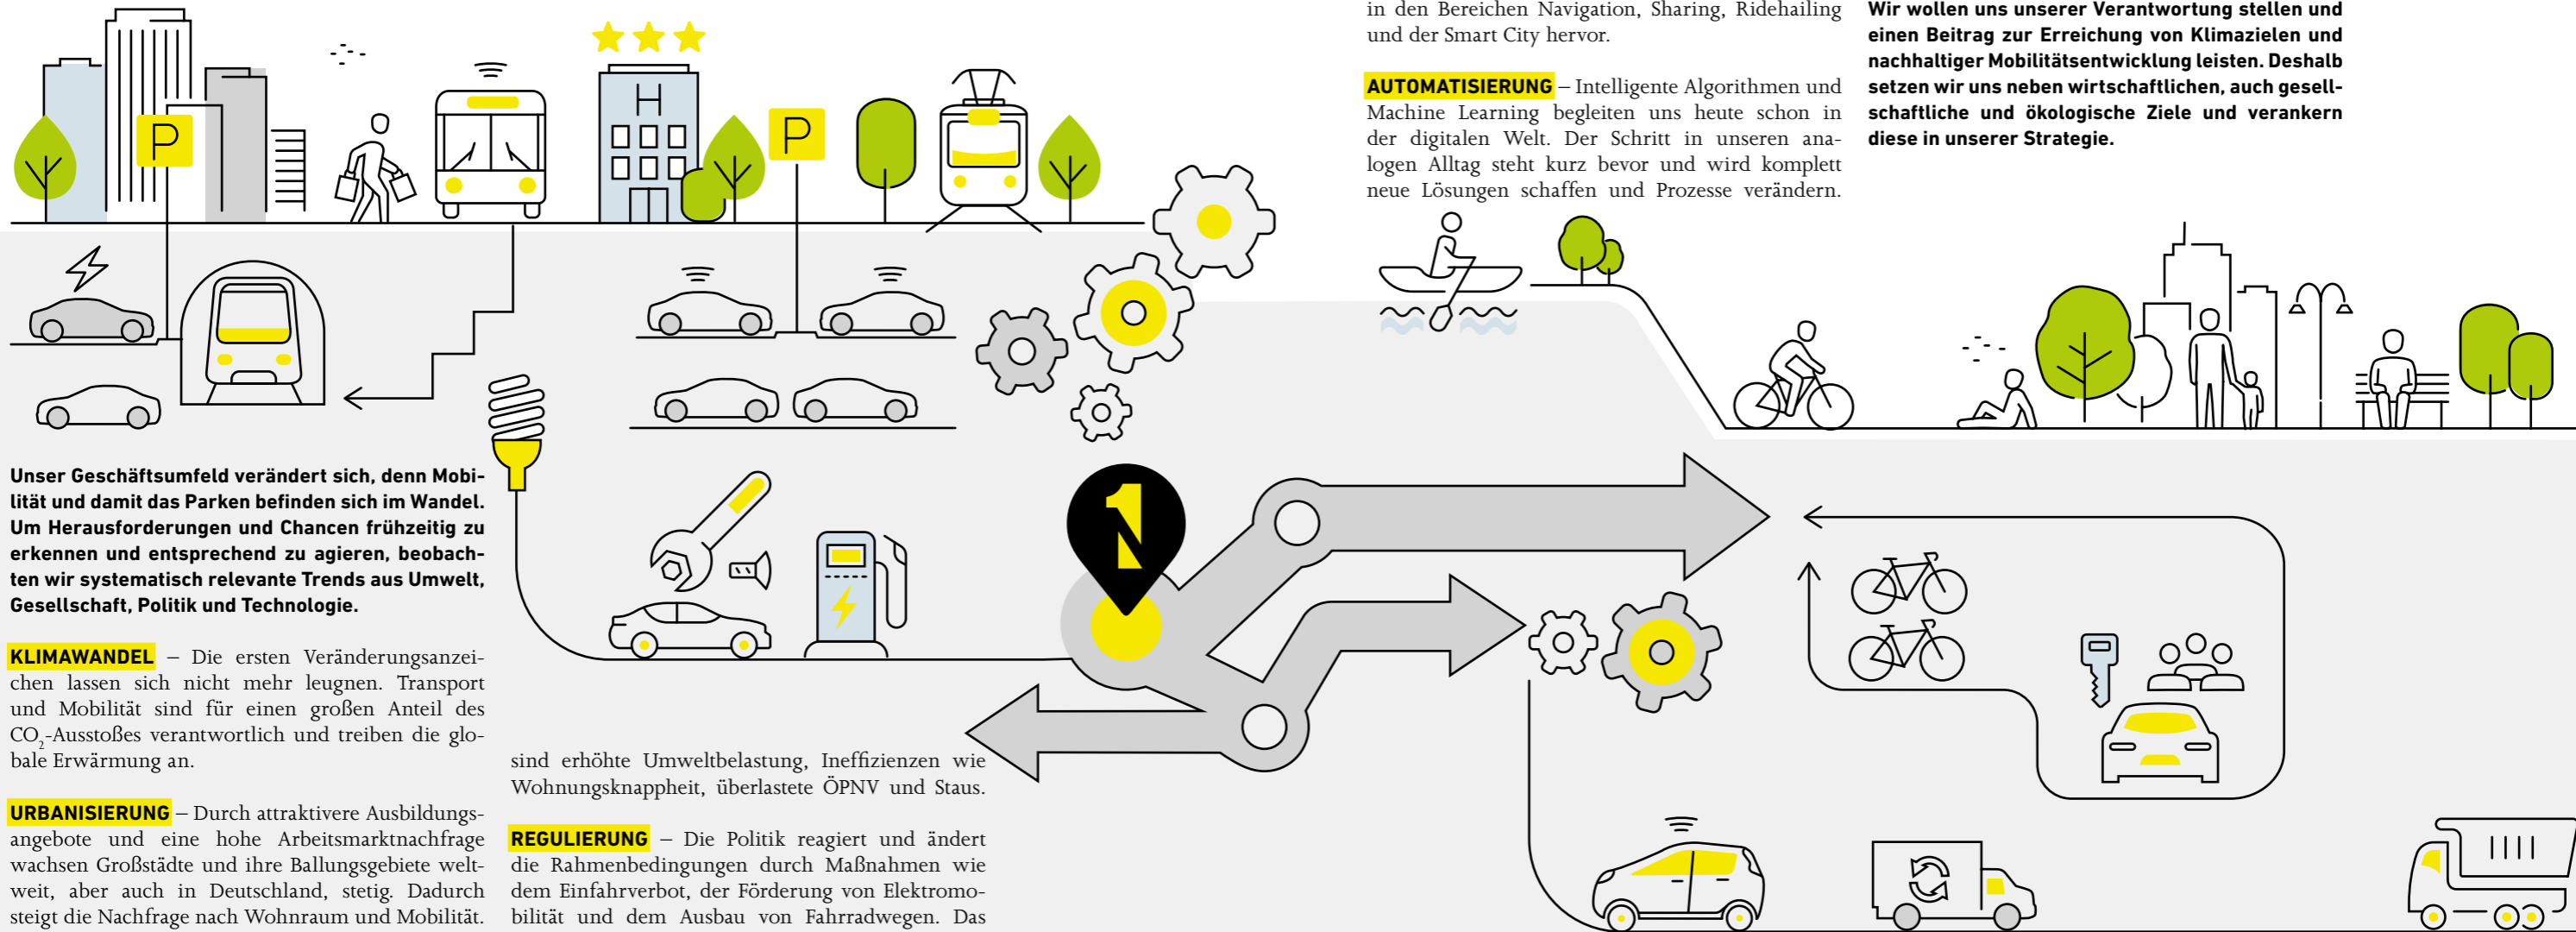 P
H
P
1
Unser Geschäftsumfeld verändert sich, denn Mobi-
lität und damit das Parken befinden sich im Wandel.
Um Herausforderungen und Chancen frühzeitig zu
erkennen und entsprechend zu agieren, beobach-
ten wir systematisch relevante Trends aus Umwelt,
Gesellschaft, Politik und Technologie.
KLIMAWANDEL – Die ersten Veränderungsanzei-
chen lassen sich nicht mehr leugnen. Transport
und Mobilität sind für einen großen Anteil des
CO₂-Ausstoßes verantwortlich und treiben die glo-
bale Erwärmung an.
URBANISIERUNG – Durch attraktivere Ausbildungs-
angebote und eine hohe Arbeitsmarktnachfrage
wachsen Großstädte und ihre Ballungsgebiete welt-
weit, aber auch in Deutschland, stetig. Dadurch
steigt die Nachfrage nach Wohnraum und Mobilität.
sind erhöhte Umweltbelastung, Ineffizienzen wie
Wohnungsknappheit, überlastete ÖPNV und Staus.
REGULIERUNG – Die Politik reagiert und ändert
die Rahmenbedingungen durch Maßnahmen wie
dem Einfahrverbot, der Förderung von Elektromo-
bilität und dem Ausbau von Fahrradwegen. Das
in den Bereichen Navigation, Sharing, Ridehailing
und der Smart City hervor.
AUTOMATISIERUNG – Intelligente Algorithmen und
Machine Learning begleiten uns heute schon in
der digitalen Welt. Der Schritt in unseren ana-
logen Alltag steht kurz bevor und wird komplett
neue Lösungen schaffen und Prozesse verändern.
Wir wollen uns unserer Verantwortung stellen und
einen Beitrag zur Erreichung von Klimazielen und
nachhaltiger Mobilitätsentwicklung leisten. Deshalb
setzen wir uns neben wirtschaftlichen, auch gesell-
schaftliche und ökologische Ziele und verankern
diese in unserer Strategie.